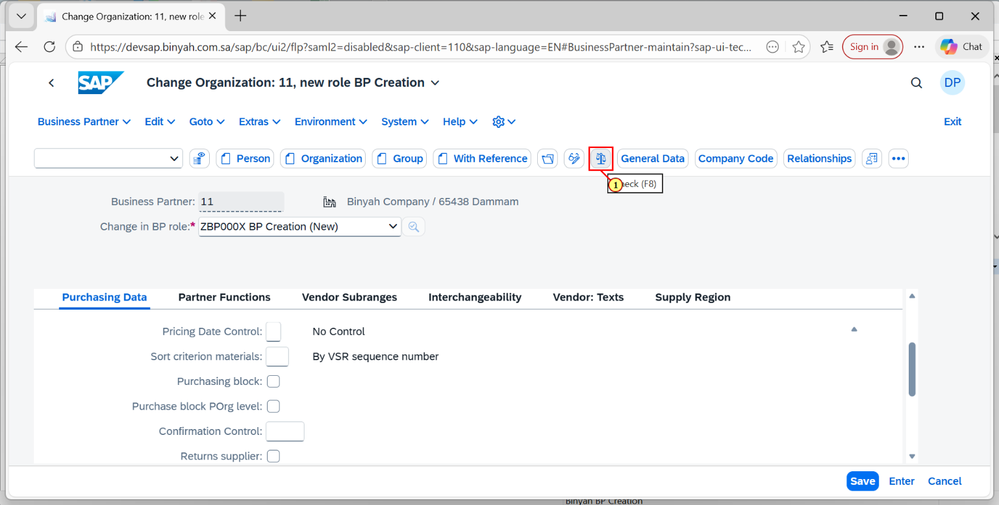 Change Organization: 11, new role
https://devsap.binyah.com.sa/sap/bc/ui2/flp?saml2=disabled&sap-client=110&sap-language=EN#BusinessPartner-maintain?sap-ui-tec...
Sign in
Chat
SAP
Change Organization: 11, new role BP Creation
DP
Business Partner
Edit
Goto
Extras
Environment
System
Help
Exit
Person
Organization
Group
With Reference
General Data
Company Code
Relationships
1
heck (F8)
Business Partner: 11
Binyah Company / 65438 Dammam
Change in BP role:* ZBP000X BP Creation (New)
Purchasing Data
Partner Functions
Vendor Subranges
Interchangeability
Vendor: Texts
Supply Region
Pricing Date Control: No Control
Sort criterion materials: By VSR sequence number
Purchasing block:
Purchase block POrg level:
Confirmation Control:
Returns supplier:
Save
Enter
Cancel
Binyah BP Creation